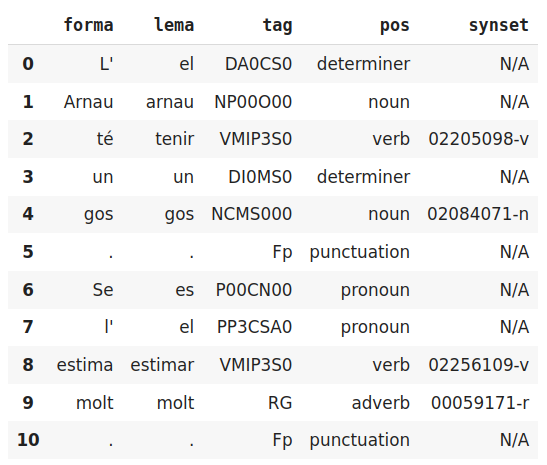 forma lema tag pos synset
0 L' el DA0CS0 determiner N/A
1 Arnau arnau NP00O00 noun N/A
2 té tenir VMIP3S0 verb 02205098-v
3 un un DI0MS0 determiner N/A
4 gos gos NCMS000 noun 02084071-n
5 . . Fp punctuation N/A
6 Se es P00CN00 pronoun N/A
7 l' el PP3CSA0 pronoun N/A
8 estima estimar VMIP3S0 verb 02256109-v
9 molt molt RG adverb 00059171-r
10 . . Fp punctuation N/A